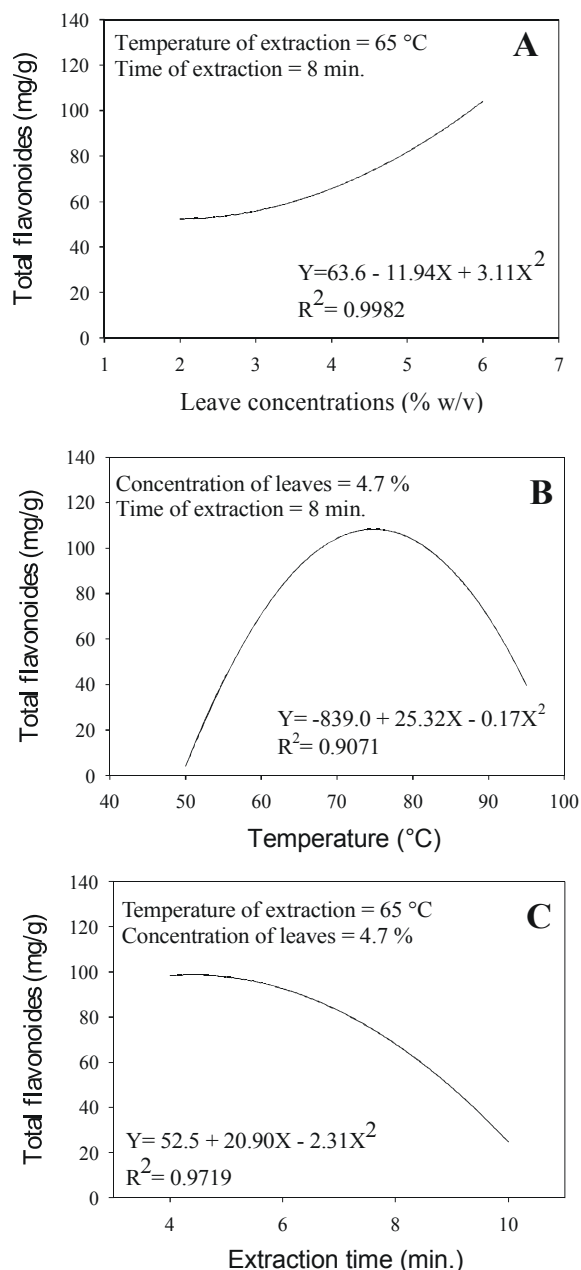 A
Temperature of extraction = 65 °C
Time of extraction = 8 min.
Total flavonoides (mg/g)
140
120
100
80
60
40
20
0
Y=63.6 - 11.94X + 3.11X²
R²= 0.9982
1 2 3 4 5 6 7
Leave concentrations (% w/v)
B
Concentration of leaves = 4.7 %
Time of extraction = 8 min.
Total flavonoides (mg/g)
140
120
100
80
60
40
20
0
Y= -839.0 + 25.32X - 0.17X²
R²= 0.9071
40 50 60 70 80 90 100
Temperature (°C)
C
Temperature of extraction = 65 °C
Concentration of leaves = 4.7 %
Total flavonoides (mg/g)
140
120
100
80
60
40
20
0
Y= 52.5 + 20.90X - 2.31X²
R²= 0.9719
4 6 8 10
Extraction time (min.)